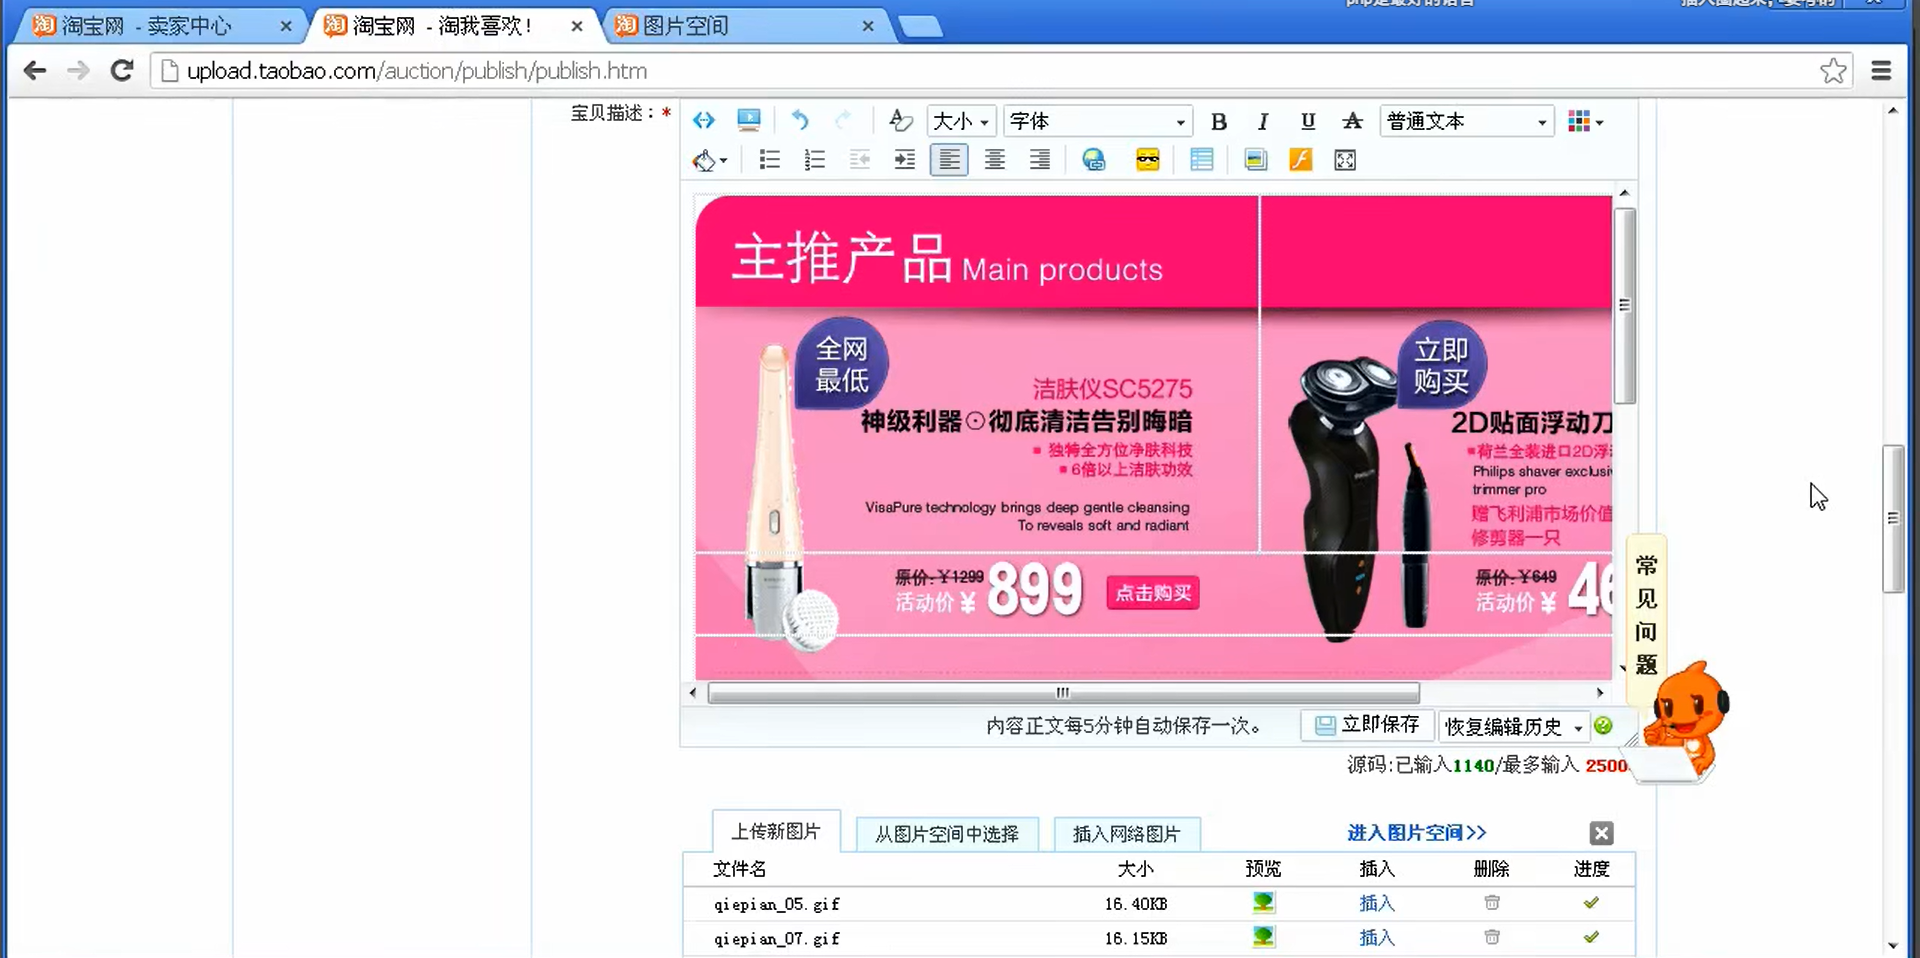 php是最好的语言
淘宝网 - 卖家中心
淘宝网 - 淘我喜欢！
图片空间
upload.taobao.com/auction/publish/publish.htm
宝贝描述：*
大小
字体
B I U A
普通文本
主推产品 Main products
全网
最低
洁肤仪SC5275
神级利器⊙彻底清洁告别晦暗
独特全方位净肤科技
6倍以上洁肤功效
VisaPure technology brings deep gentle cleansing
To reveals soft and radiant
原价:￥1299
活动价￥ 899
点击购买
立即
购买
2D贴面浮动刀
荷兰全装进口2D浮
Philips shaver exclusiv
trimmer pro
赠飞利浦市场价值
修剪器一只
原价:￥649
活动价￥ 46
常见问题
内容正文每5分钟自动保存一次。
立即保存
恢复编辑历史
源码:已输入1140/最多输入 2500
上传新图片
从图片空间中选择
插入网络图片
进入图片空间>>
文件名 大小 预览 插入 删除 进度
qiepian_05.gif 16.40KB 插入
qiepian_07.gif 16.15KB 插入